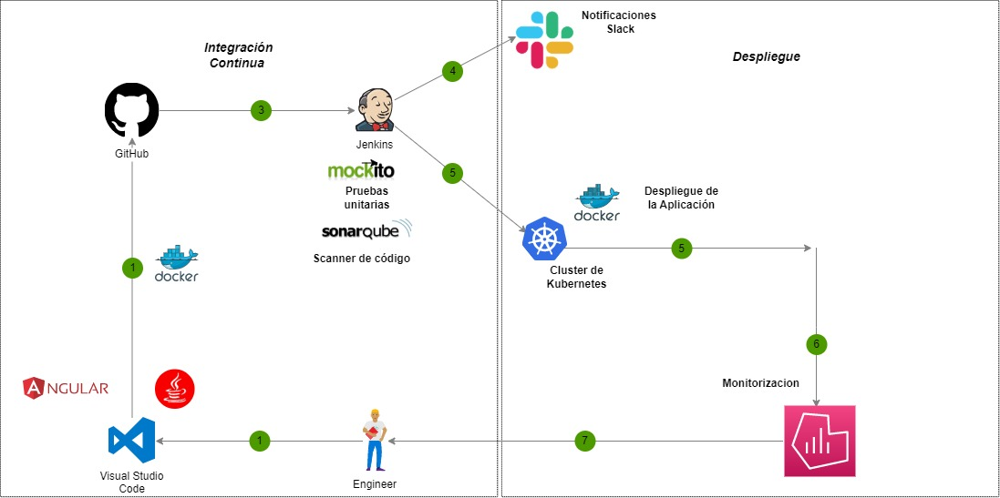 Integración
Continua
GitHub
3
Jenkins
mockito
Pruebas
unitarias
sonarqube
Scanner de código
1
docker
ANGULAR
Visual Studio
Code
1
Engineer
4
5
Notificaciones
Slack
Despliegue
docker
Despliegue de
la Aplicación
5
Cluster de
Kubernetes
6
Monitorizacion
7